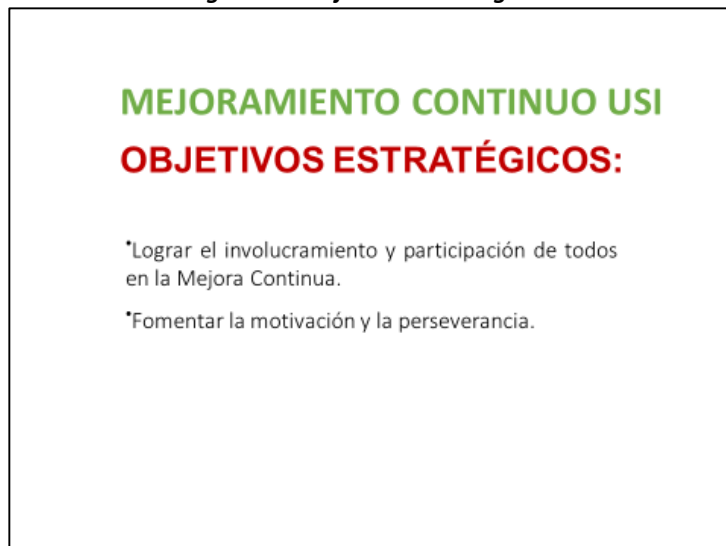 MEJORAMIENTO CONTINUO USI
OBJETIVOS ESTRATÉGICOS:
•Lograr el involucramiento y participación de todos
en la Mejora Continua.
•Fomentar la motivación y la perseverancia.